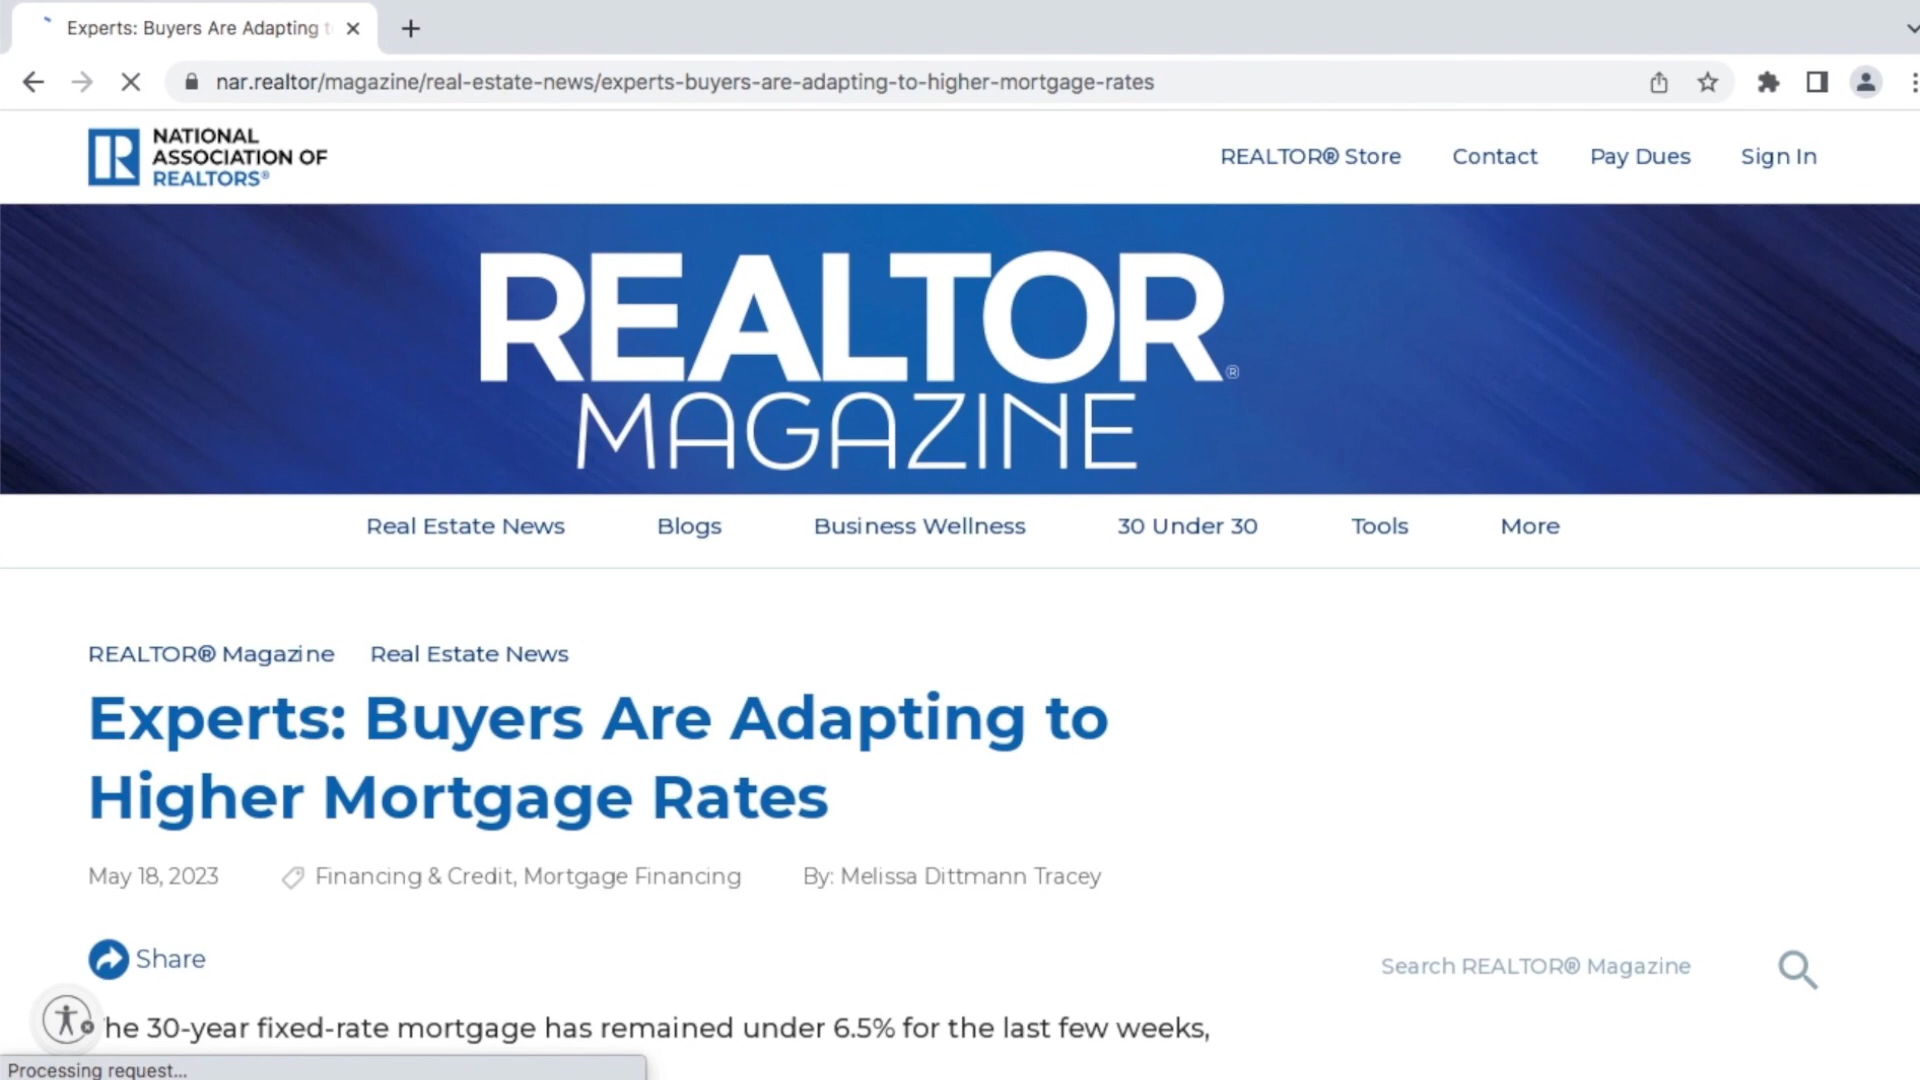 Experts: Buyers Are Adapting t
nar.realtor/magazine/real-estate-news/experts-buyers-are-adapting-to-higher-mortgage-rates
NATIONAL
ASSOCIATION OF
REALTORS®
REALTOR® Store Contact Pay Dues Sign In
REALTOR®
MAGAZINE
Real Estate News Blogs Business Wellness 30 Under 30 Tools More
REALTOR® Magazine Real Estate News
Experts: Buyers Are Adapting to
Higher Mortgage Rates
May 18, 2023 Financing & Credit, Mortgage Financing By: Melissa Dittmann Tracey
Share
Search REALTOR® Magazine
he 30-year fixed-rate mortgage has remained under 6.5% for the last few weeks,
Processing request...